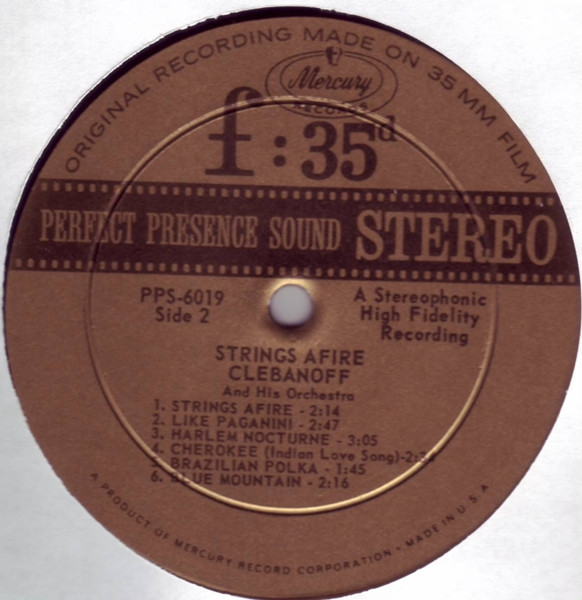 ORIGINAL RECORDING MADE ON 35 MM FILM
Mercury
RECORDS
f:35d
PERFECT PRESENCE SOUND STEREO
PPS-6019
Side 2
A Stereophonic
High Fidelity
Recording
STRINGS AFIRE
CLEBANOFF
And His Orchestra
1. STRINGS AFIRE - 2:14
2. LIKE PAGANINI - 2:47
3. HARLEM NOCTURNE - 3:05
4. CHEROKEE (Indian Love Song)-
5. BRAZILIAN POLKA - 1:45
6. BLUE MOUNTAIN - 2:16
A PRODUCT OF MERCURY RECORD CORPORATION • MADE IN U.S.A